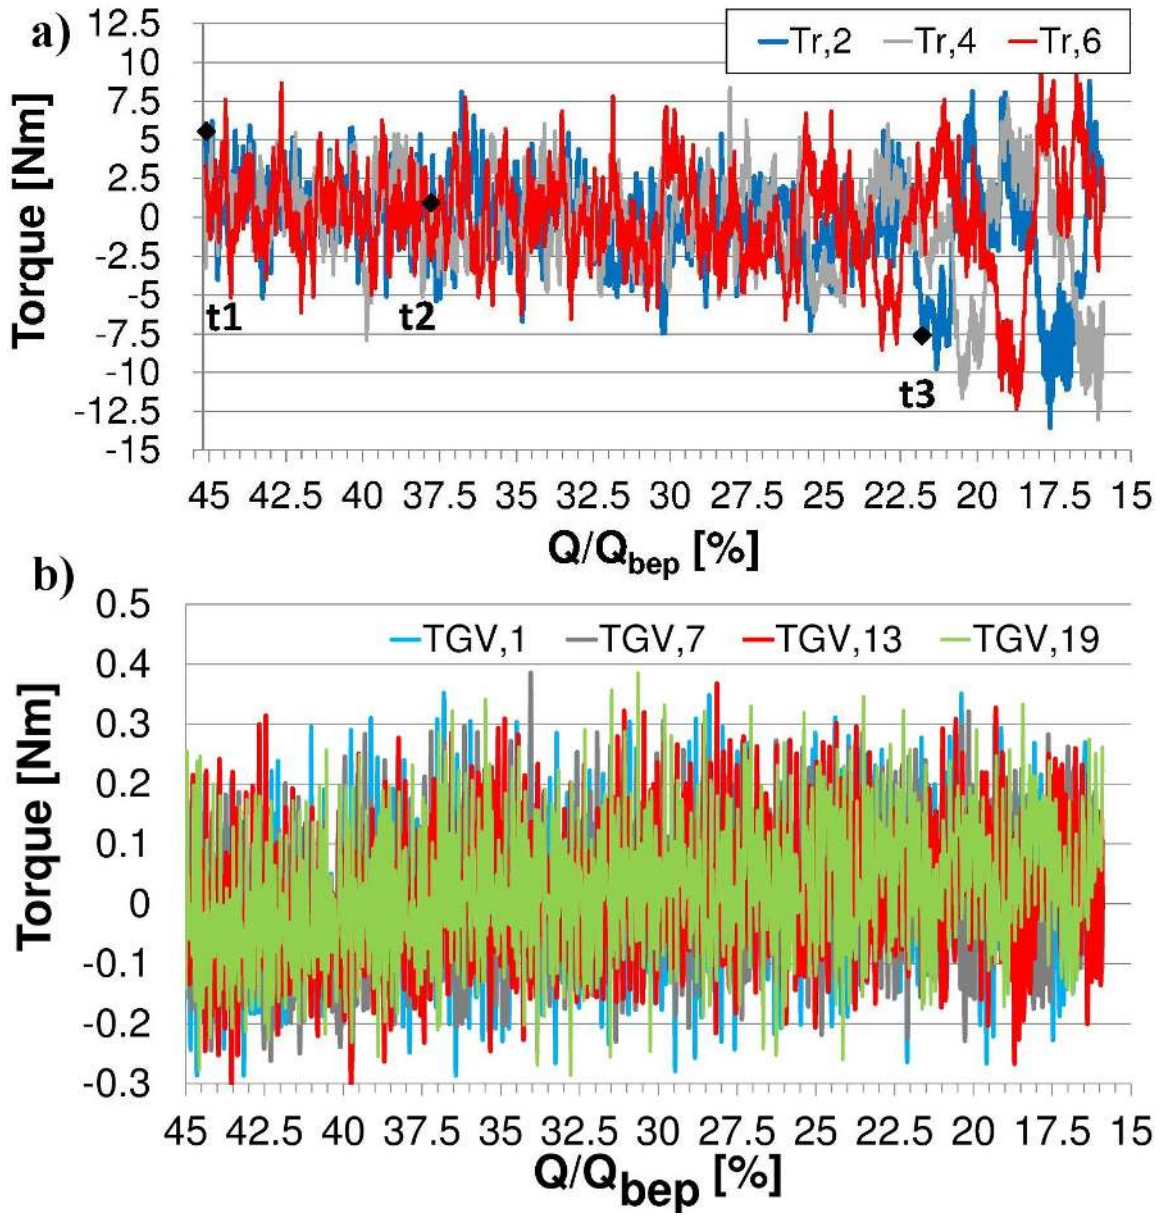 a)
Tr,2 Tr,4 Tr,6
12.5
10
7.5
5
2.5
0
-2.5
-5
-7.5
-10
-12.5
-15
Torque [Nm]
t1
t2
t3
45 42.5 40 37.5 35 32.5 30 27.5 25 22.5 20 17.5 15
Q/Qbep [%]
b)
TGV,1 TGV,7 TGV,13 TGV,19
0.5
0.4
0.3
0.2
0.1
0
-0.1
-0.2
-0.3
Torque [Nm]
45 42.5 40 37.5 35 32.5 30 27.5 25 22.5 20 17.5 15
Q/Qbep [%]